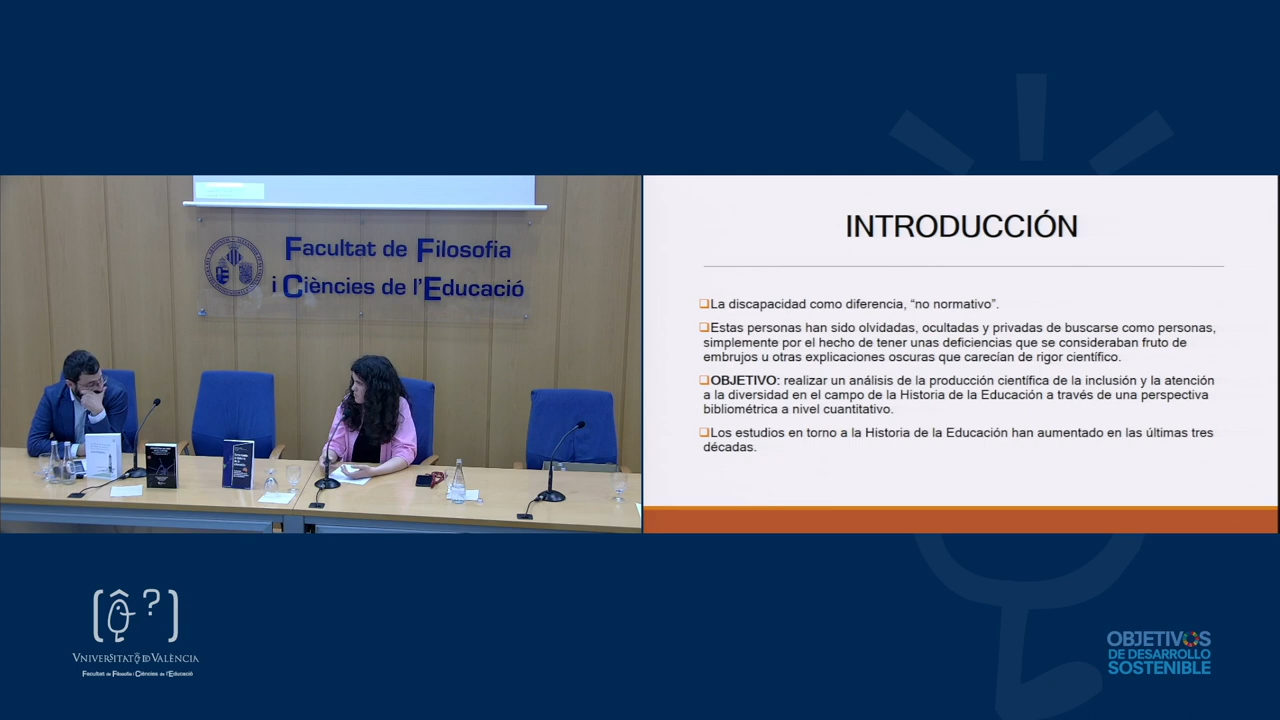 Facultat de Filosofia
i Ciències de l'Educació
INTRODUCCIÓN
La discapacidad como diferencia, “no normativo”.
Estas personas han sido olvidadas, ocultadas y privadas de buscarse como personas,
simplemente por el hecho de tener unas deficiencias que se consideraban fruto de
embrujos u otras explicaciones oscuras que carecían de rigor científico.
OBJETIVO: realizar un análisis de la producción científica de la inclusión y la atención
a la diversidad en el campo de la Historia de la Educación a través de una perspectiva
bibliométrica a nivel cuantitativo.
Los estudios en torno a la Historia de la Educación han aumentado en las últimas tres
décadas.
[?]
VNIVERSITAT ID VALÈNCIA
Facultat de Filosofia i Ciències de l'Educació
OBJETIVOS
DE DESARROLLO
SOSTENIBLE